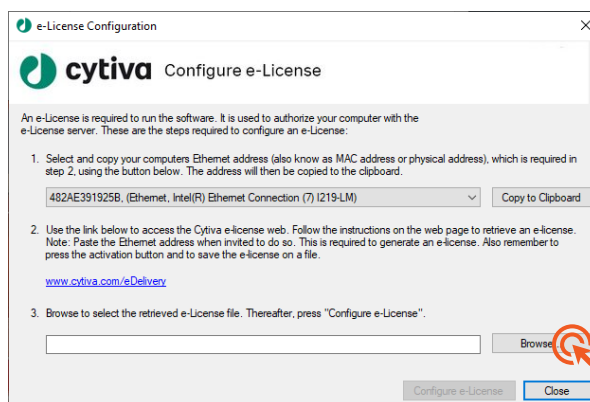 e-License Configuration
cytiva Configure e-License
An e-License is required to run the software. It is used to authorize your computer with the
e-License server. These are the steps required to configure an e-License:
1. Select and copy your computers Ethernet address (also know as MAC address or physical address), which is required in
step 2, using the button below. The address will then be copied to the clipboard.
482AE391925B, (Ethernet, Intel(R) Ethernet Connection (7) I219-LM) Copy to Clipboard
2. Use the link below to access the Cytiva e-license web. Follow the instructions on the web page to retrieve an e-license.
Note: Paste the Ethernet address when invited to do so. This is required to generate an e-license. Also remember to
press the activation button and to save the e-license on a file.
www.cytiva.com/eDelivery
3. Browse to select the retrieved e-License file. Thereafter, press "Configure e-License".
Browse...
Configure e-License Close